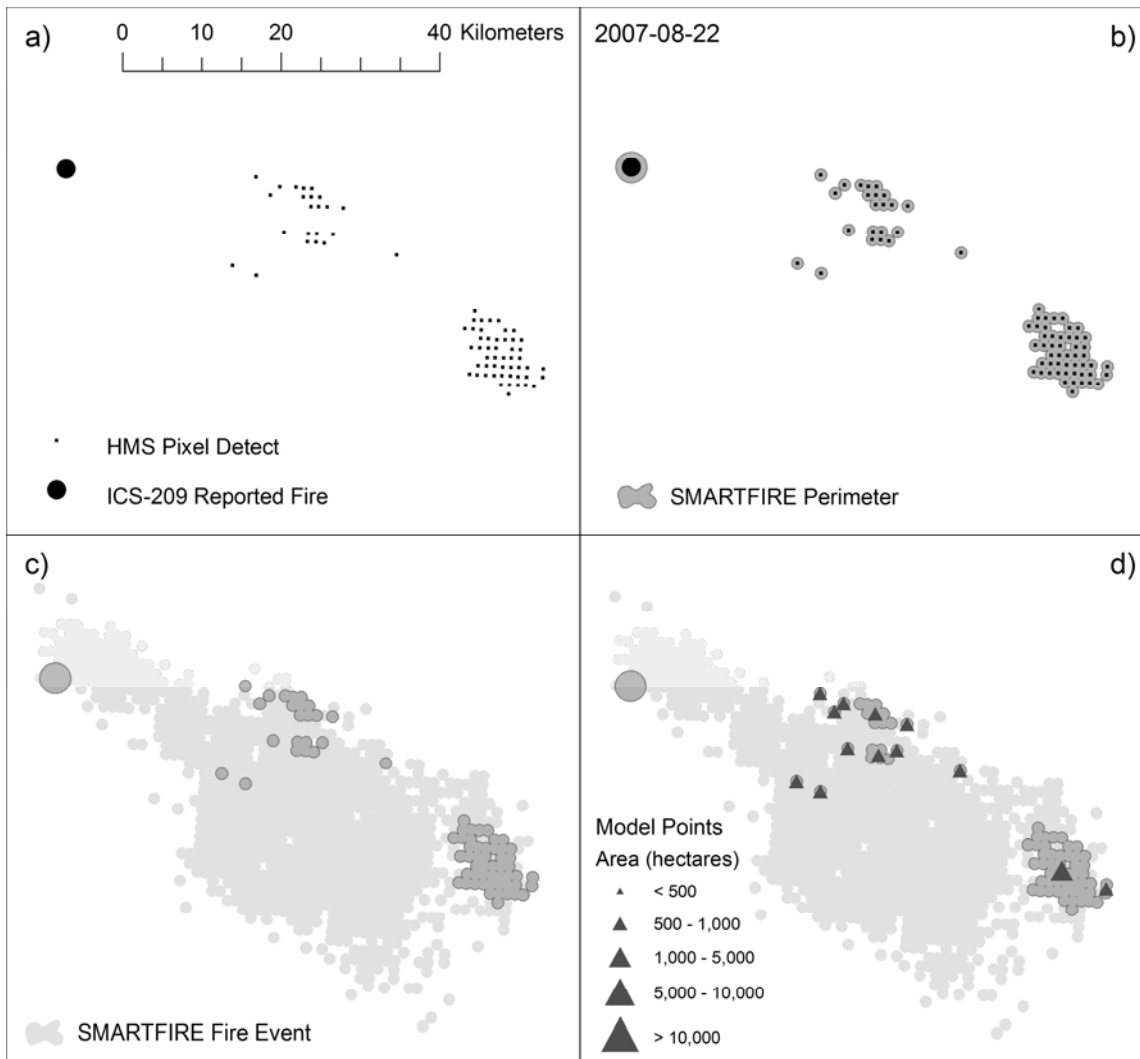 a)
0 10 20 40 Kilometers
2007-08-22
b)
HMS Pixel Detect
ICS-209 Reported Fire
SMARTFIRE Perimeter
c)
SMARTFIRE Fire Event
d)
Model Points
Area (hectares)
< 500
500 - 1,000
1,000 - 5,000
5,000 - 10,000
> 10,000